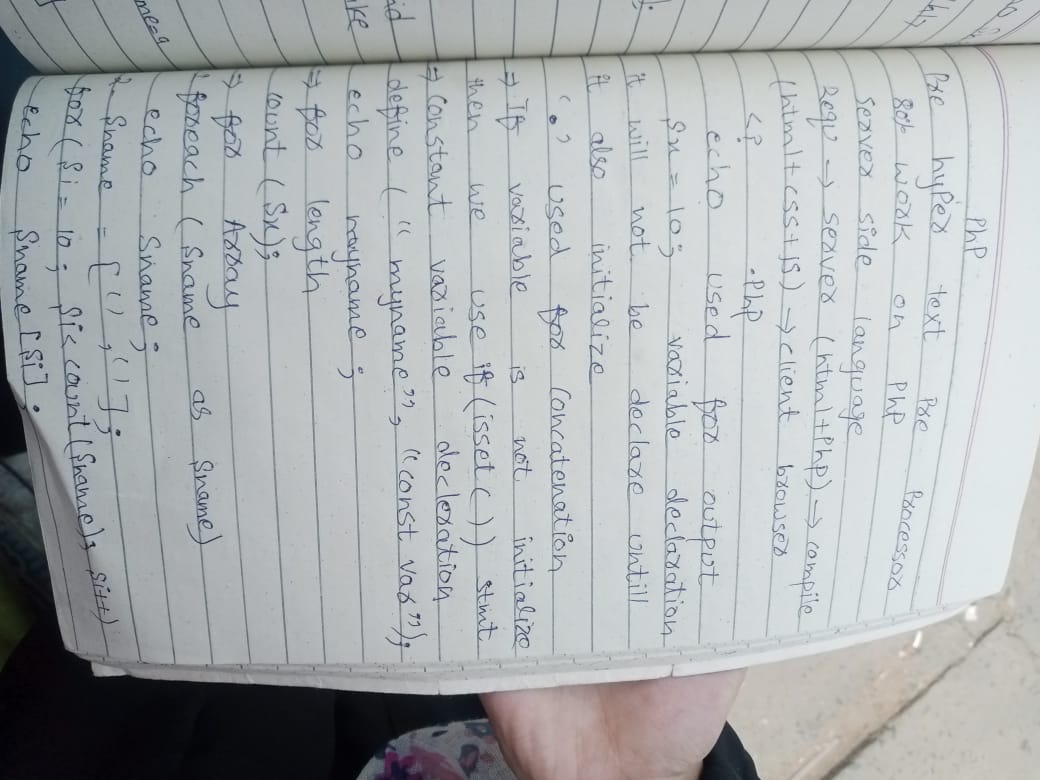 PhP
Pre hyper text Pre Processor
80% work on PhP
Server side language
Requ → server (html+Php) → compile
(html+css+js) → client browser
<? .PhP
echo used for output
$x = 10; variable declaration
it will not be declare untill
it also initialize
'.' used for Concatenation
⇒ If variable is not initialize
then we use if (isset ( )) stmt
⇒ Constant variable decleration
define ( " myname", "const var");
echo myname ;
⇒ for length
count ($x);
⇒ for Array
1 foreach ( $name as $name)
echo $name ;
2- $name = [ '' , '' ] ;
for ($i = 10 ; $i< count ($name); $i++)
echo $name [$i] ;